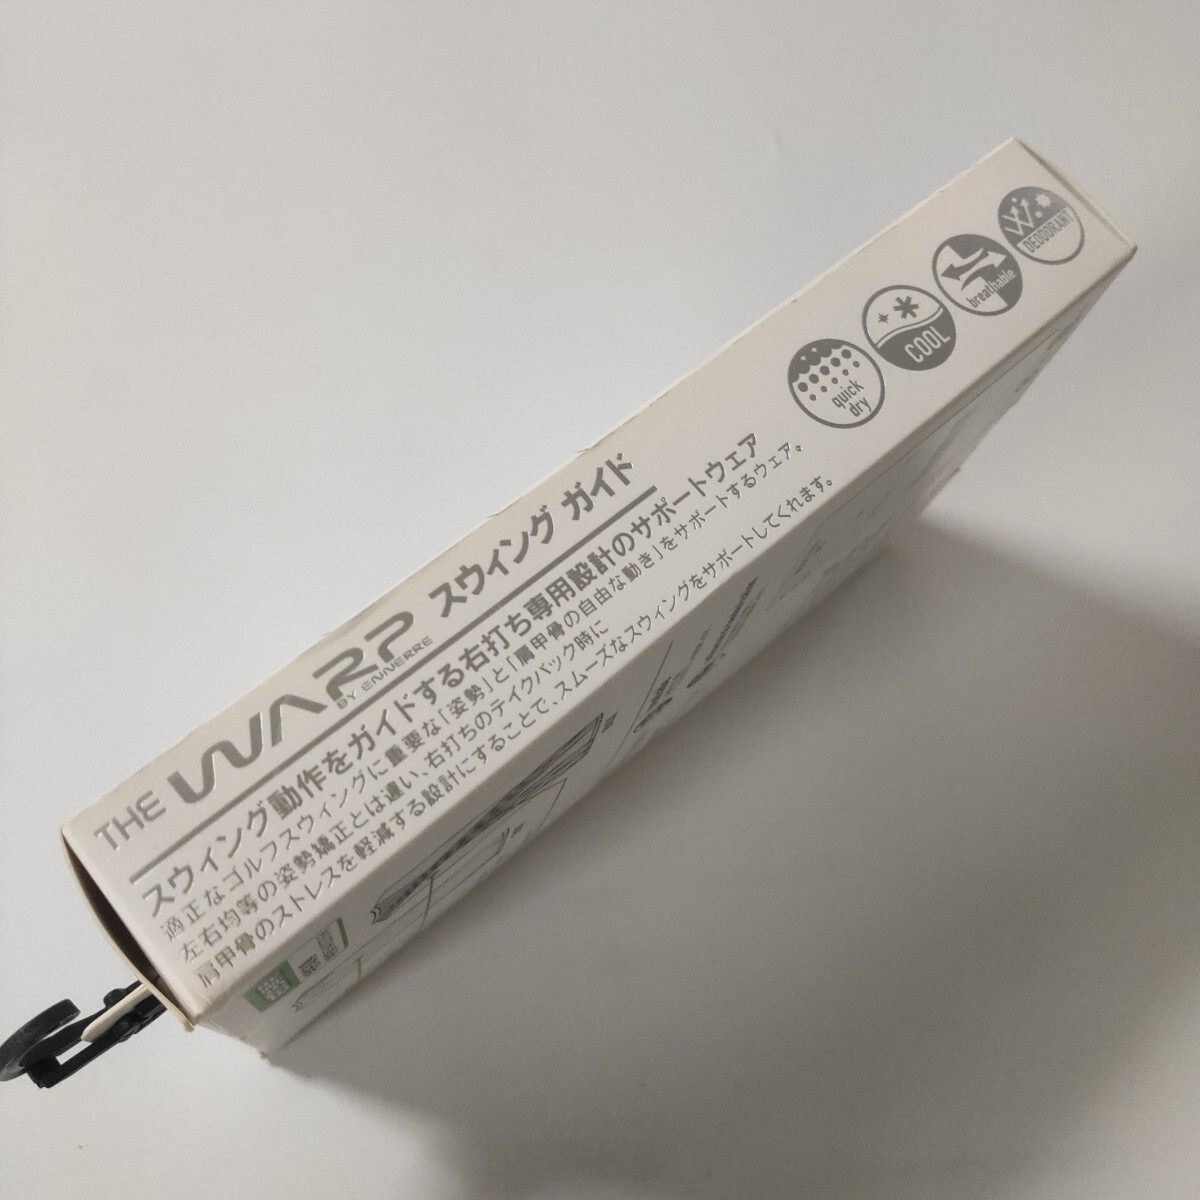 THE WARP スウィング ガイド
BY ENNERRE
スウィング動作をガイドする右打ち専用設計のサポートウェア
適正なゴルフスウィングに重要な「姿勢」と「肩甲骨の自由な動き」をサポートするウェア。
左右均等の姿勢矯正とは違い、右打ちのテイクバック時に
肩甲骨のストレスを軽減する設計にすることで、スムーズなスウィングをサポートしてくれます。
quick
dry
COOL
breathable
DEODORANT